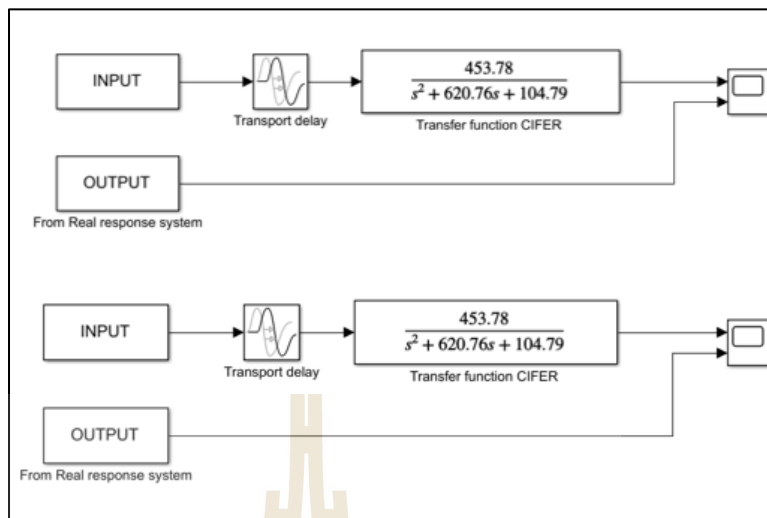 INPUT
Transport delay
453.78
s² + 620.76s + 104.79
Transfer function CIFER
OUTPUT
From Real response system
INPUT
Transport delay
453.78
s² + 620.76s + 104.79
Transfer function CIFER
OUTPUT
From Real response system